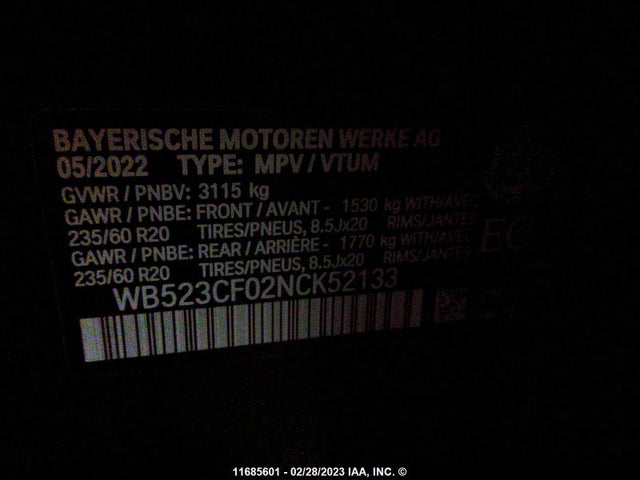 BAYERISCHE MOTOREN WERKE AG
05/2022 TYPE: MPV / VTUM
GVWR / PNBV: 3115 kg
GAWR / PNBE: FRONT / AVANT - 1530 kg WITH/AVEC
235/60 R20 TIRES/PNEUS, 8.5Jx20 RIMS/JANTES
GAWR / PNBE: REAR / ARRIÈRE - 1770 kg WITH/AVEC
235/60 R20 TIRES/PNEUS, 8.5Jx20 RIMS/JANTES
WB523CF02NCK52133
11685601 - 02/28/2023 IAA, INC. ©